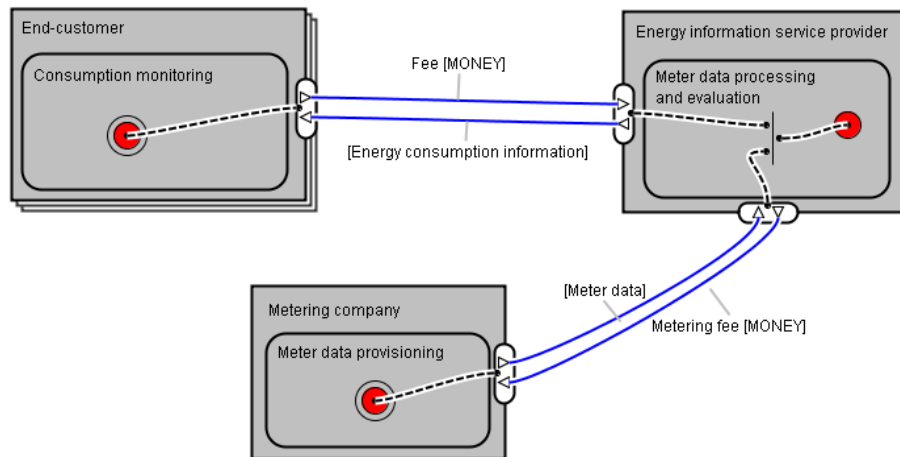 End-customer
Consumption monitoring
Fee [MONEY]
[Energy consumption information]
Energy information service provider
Meter data processing
and evaluation
[Meter data]
Metering fee [MONEY]
Metering company
Meter data provisioning